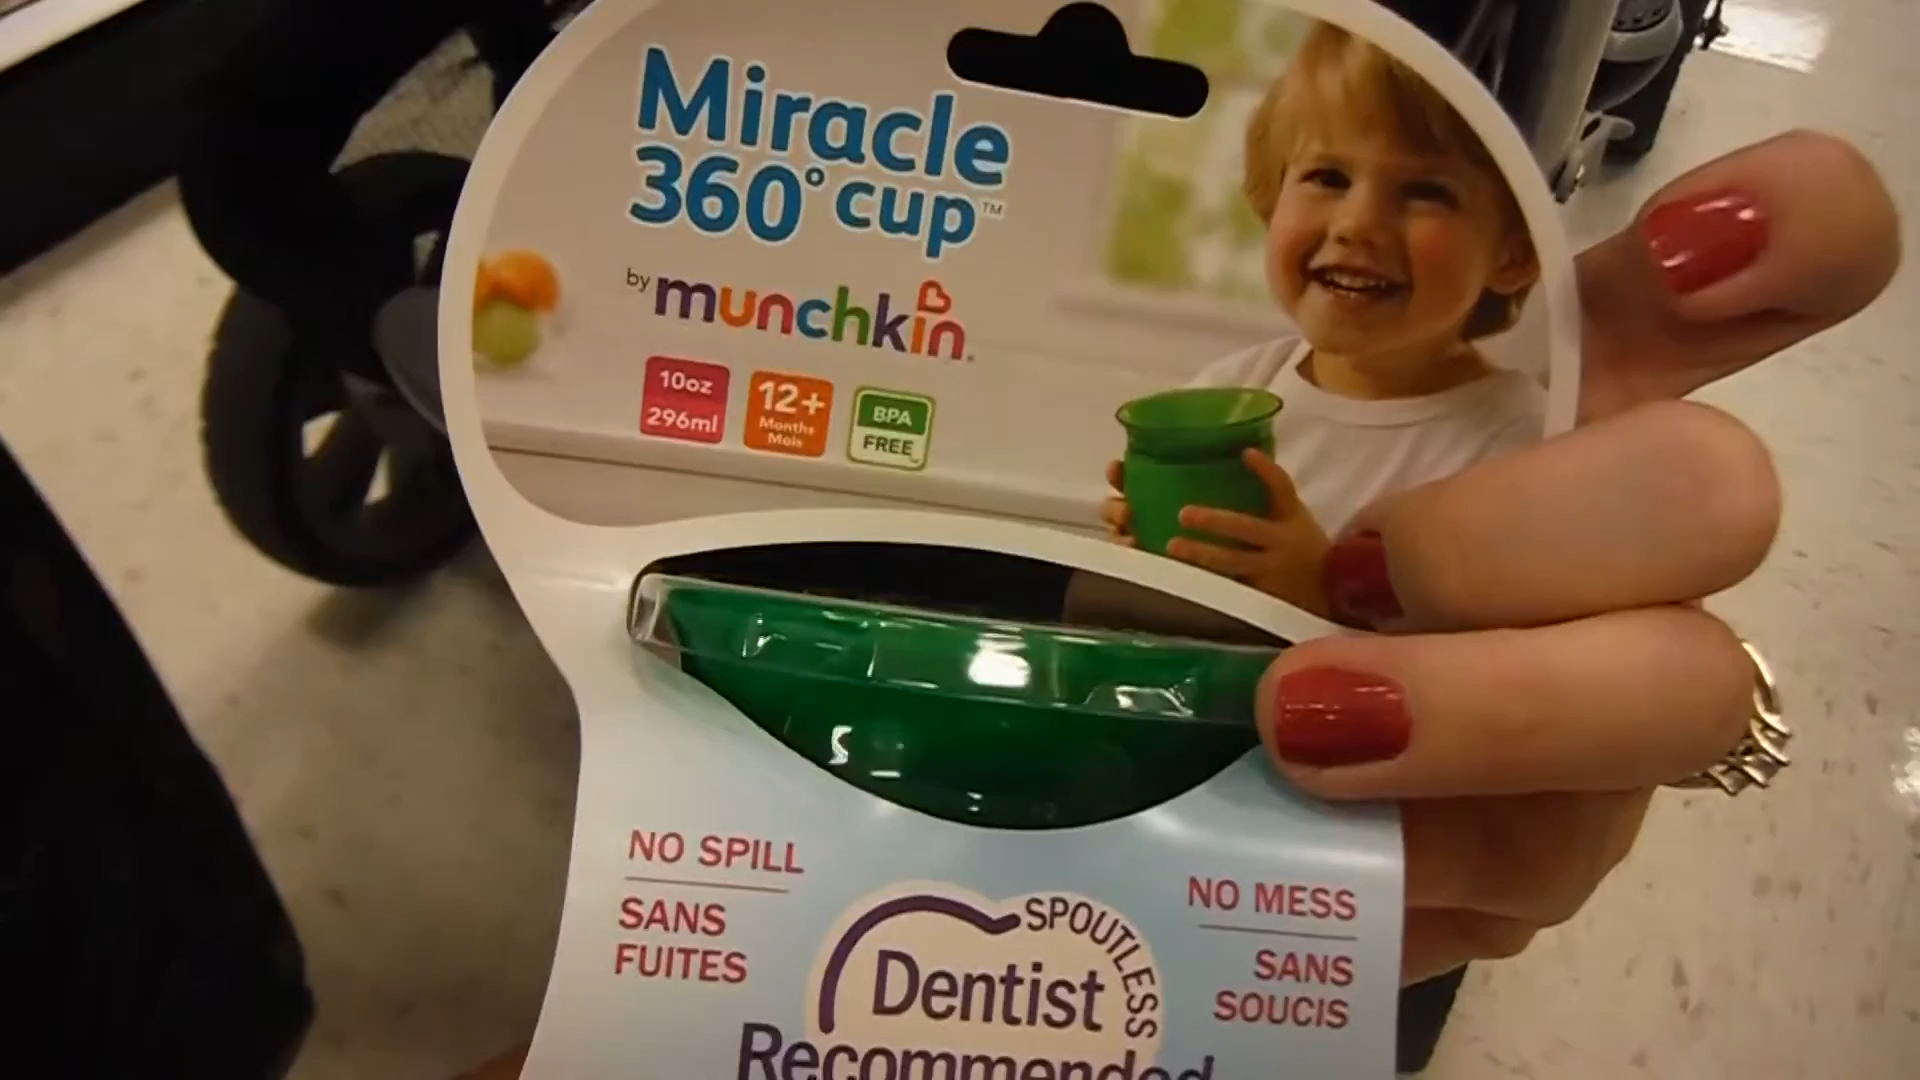 Miracle
360° cup™
by munchkin®
10oz
296ml
12+
Months
Mois
BPA
FREE
NO SPILL
SANS
FUITES
NO MESS
SANS
SOUCIS
SPOUTLESS
Dentist
Recommended